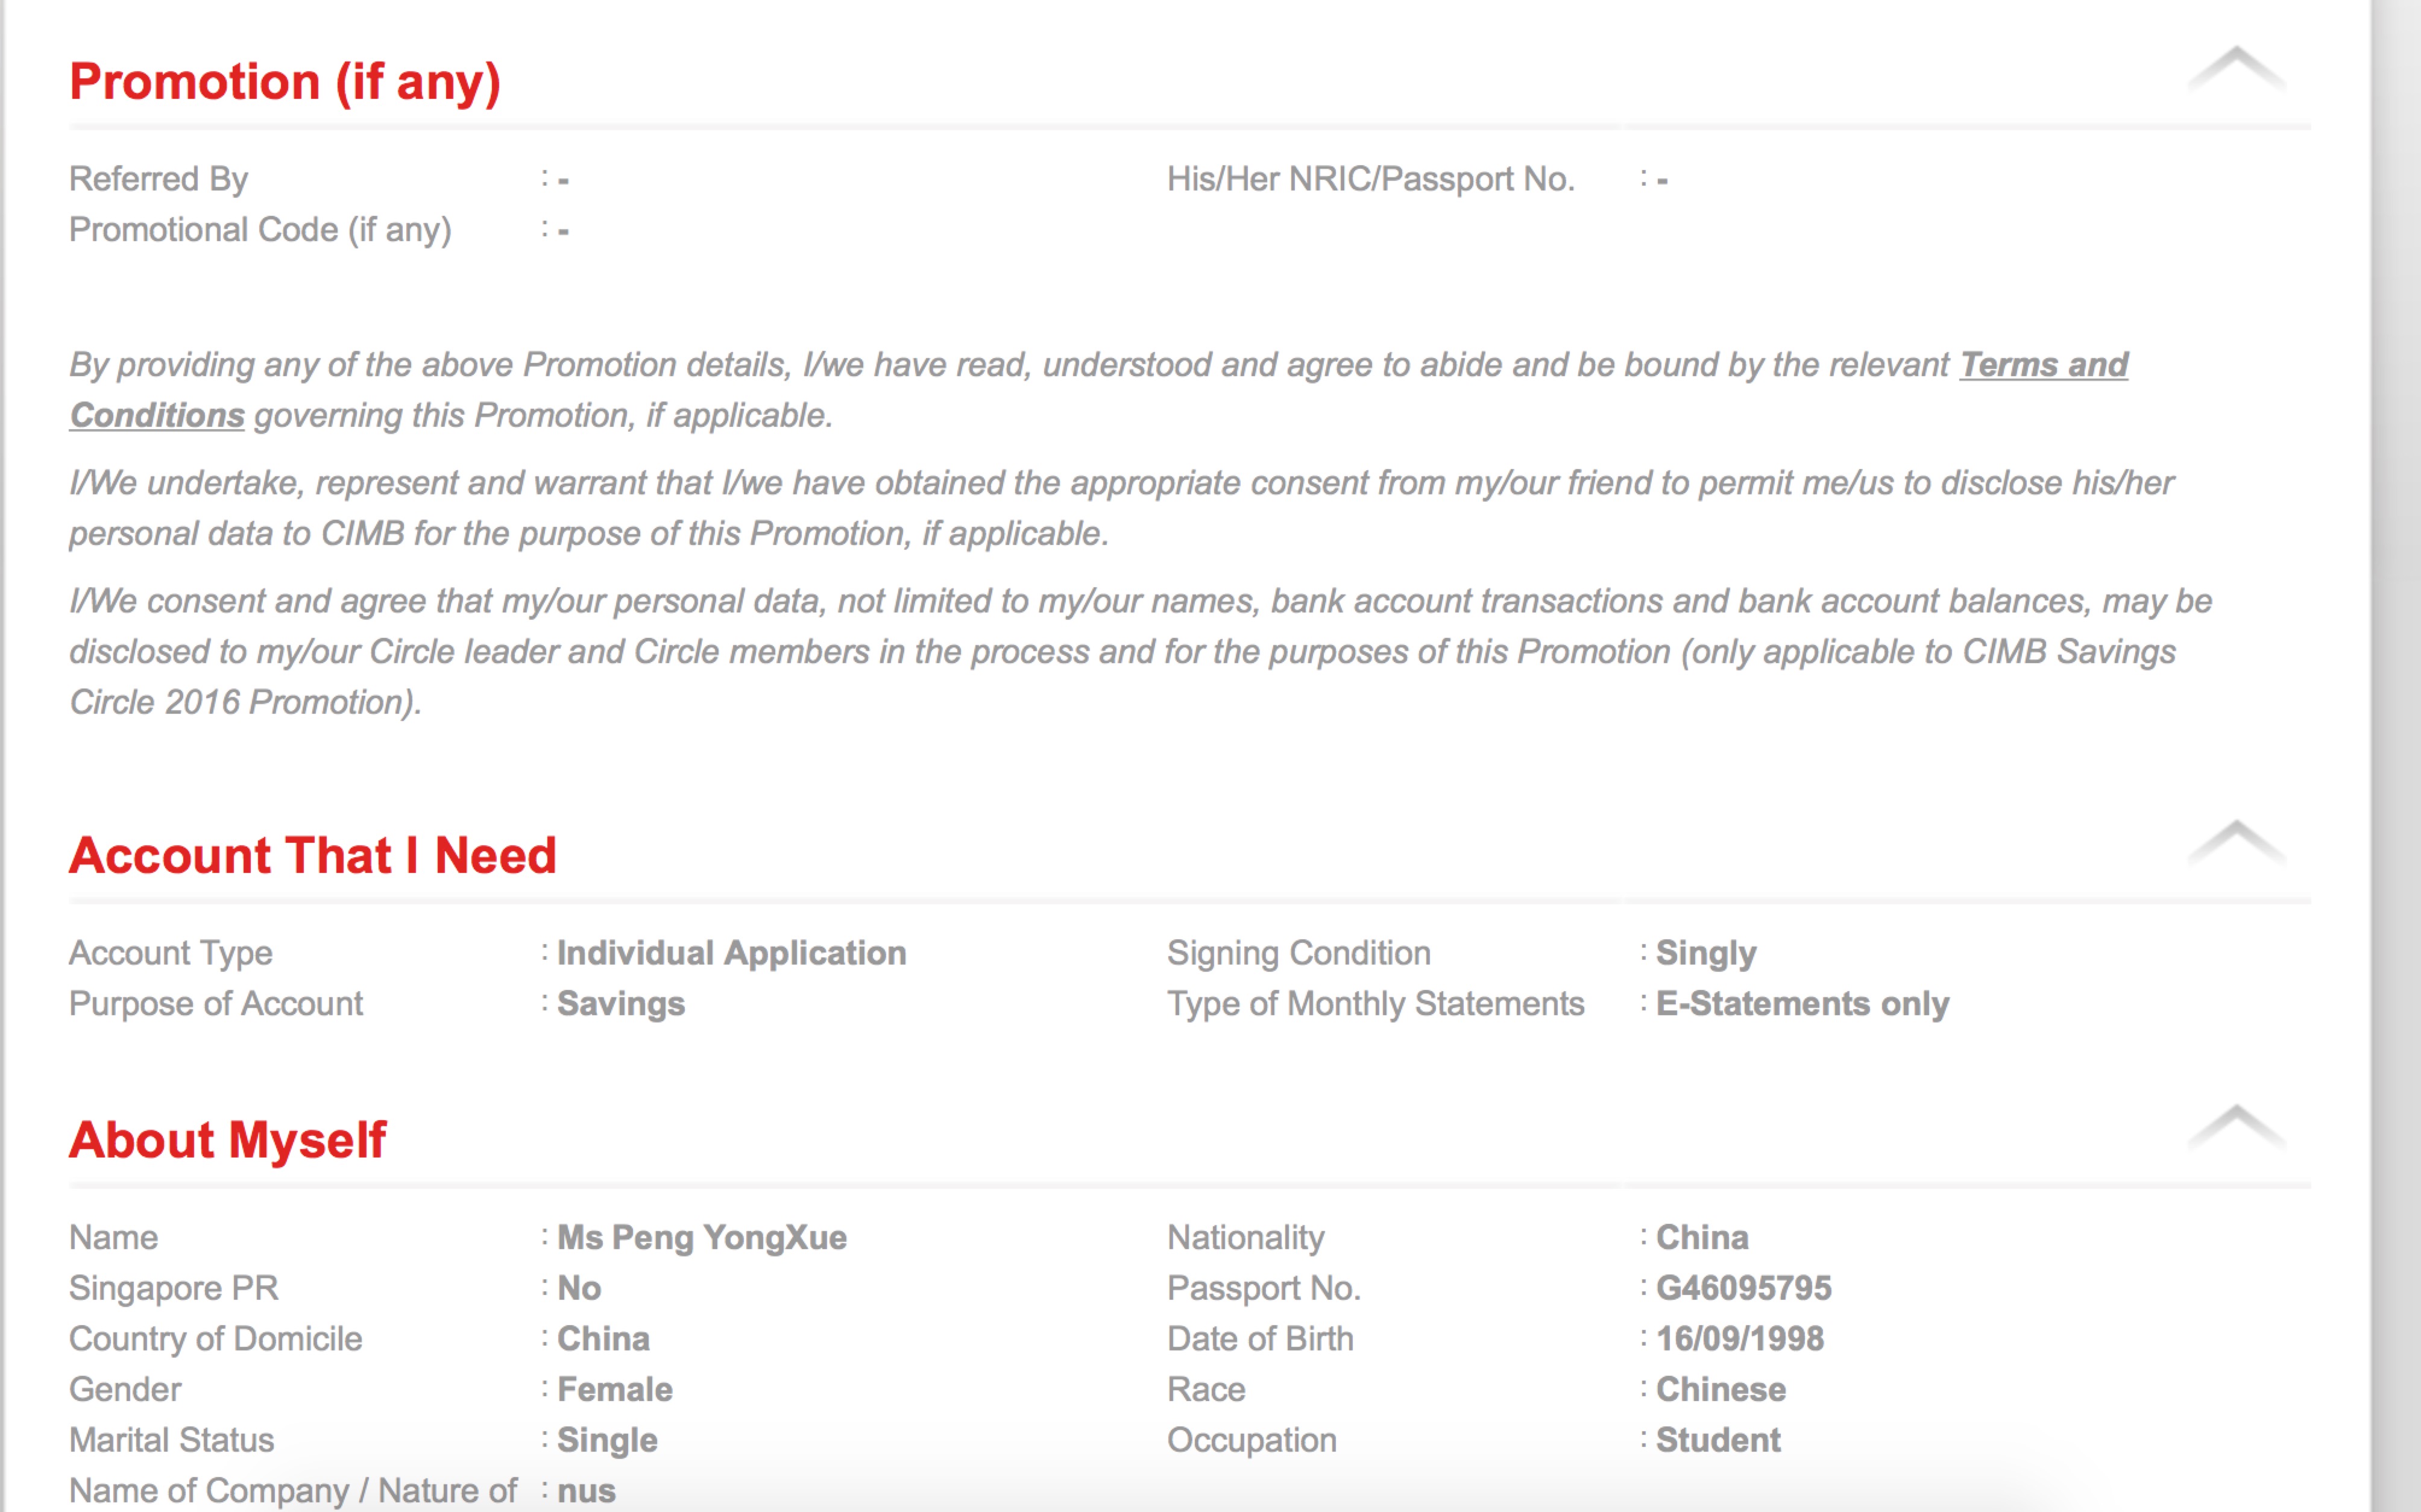 Promotion (if any)
Referred By : - His/Her NRIC/Passport No. : -
Promotional Code (if any) : -
By providing any of the above Promotion details, I/we have read, understood and agree to abide and be bound by the relevant Terms and
Conditions governing this Promotion, if applicable.
I/We undertake, represent and warrant that I/we have obtained the appropriate consent from my/our friend to permit me/us to disclose his/her
personal data to CIMB for the purpose of this Promotion, if applicable.
I/We consent and agree that my/our personal data, not limited to my/our names, bank account transactions and bank account balances, may be
disclosed to my/our Circle leader and Circle members in the process and for the purposes of this Promotion (only applicable to CIMB Savings
Circle 2016 Promotion).
Account That I Need
Account Type : Individual Application Signing Condition : Singly
Purpose of Account : Savings Type of Monthly Statements : E-Statements only
About Myself
Name : Ms Peng YongXue Nationality : China
Singapore PR : No Passport No. : G46095795
Country of Domicile : China Date of Birth : 16/09/1998
Gender : Female Race : Chinese
Marital Status : Single Occupation : Student
Name of Company / Nature of : nus